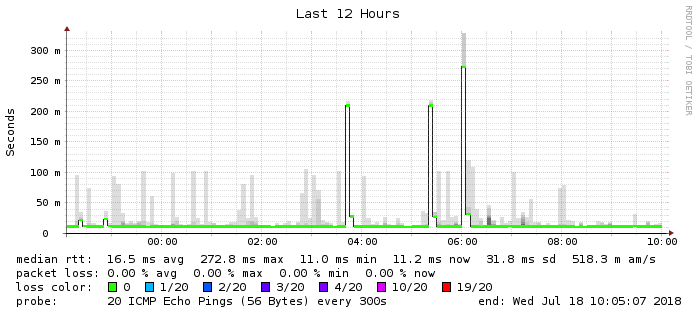 Last 12 Hours
RRDTOOL / TOBI OETIKER
Seconds
300 m
250 m
200 m
150 m
100 m
50 m
0
00:00 02:00 04:00 06:00 08:00 10:00
median rtt: 16.5 ms avg 272.8 ms max 11.0 ms min 11.2 ms now 31.8 ms sd 518.3 m am/s
packet loss: 0.00 % avg 0.00 % max 0.00 % min 0.00 % now
loss color: 0 1/20 2/20 3/20 4/20 10/20 19/20
probe: 20 ICMP Echo Pings (56 Bytes) every 300s end: Wed Jul 18 10:05:07 2018